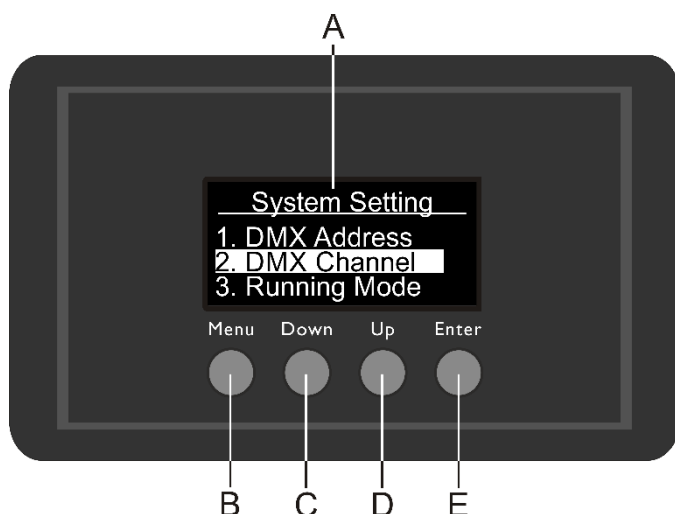 A
System Setting
1. DMX Address
2. DMX Channel
3. Running Mode
Menu Down Up Enter
B C D E